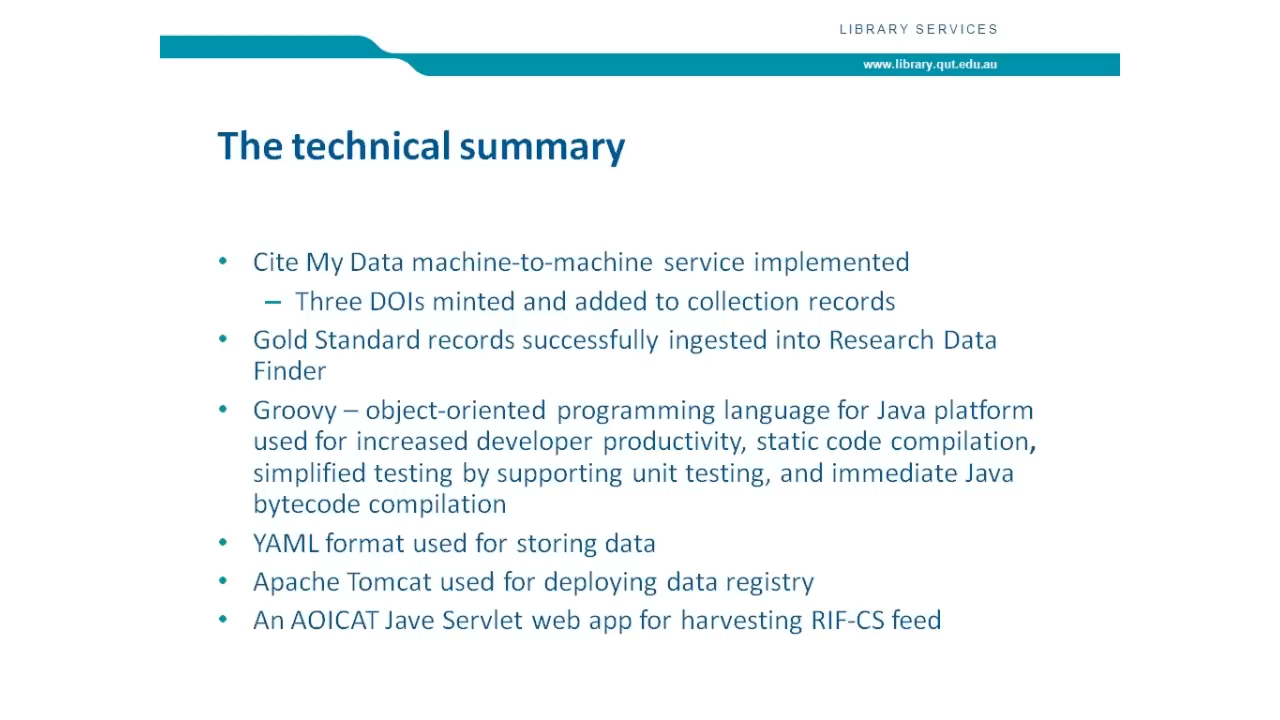 LIBRARY SERVICES
www.library.qut.edu.au
The technical summary
• Cite My Data machine-to-machine service implemented
– Three DOIs minted and added to collection records
• Gold Standard records successfully ingested into Research Data
Finder
• Groovy – object-oriented programming language for Java platform
used for increased developer productivity, static code compilation,
simplified testing by supporting unit testing, and immediate Java
bytecode compilation
• YAML format used for storing data
• Apache Tomcat used for deploying data registry
• An AOICAT Jave Servlet web app for harvesting RIF-CS feed